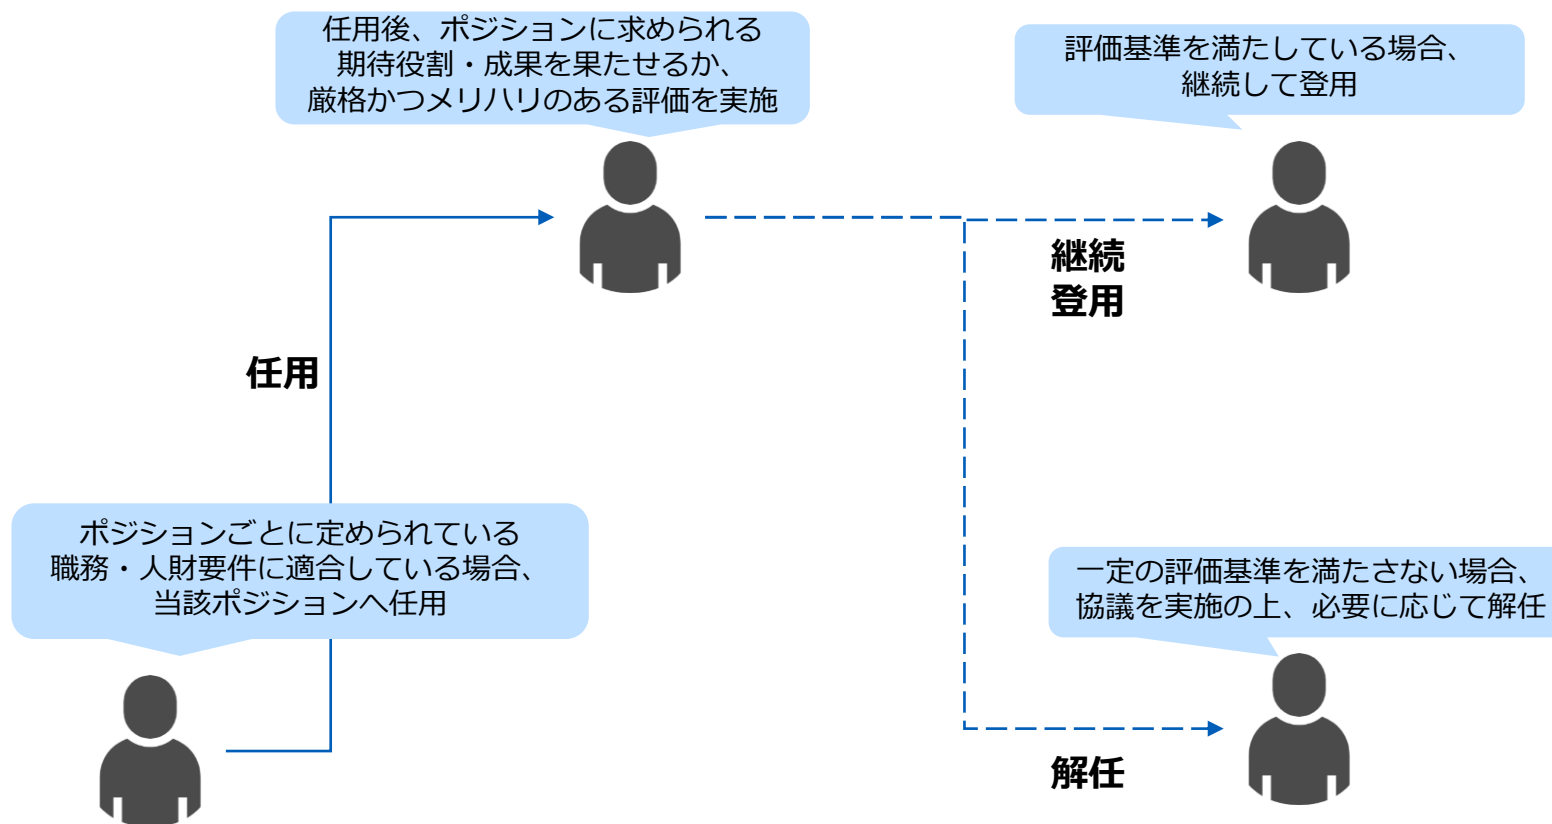 任用後、ポジションに求められる
期待役割・成果を果たせるか、
厳格かつメリハリのある評価を実施
評価基準を満たしている場合、
継続して登用
継続
登用
任用
ポジションごとに定められている
職務・人財要件に適合している場合、
当該ポジションへ任用
一定の評価基準を満たさない場合、
協議を実施の上、必要に応じて解任
解任